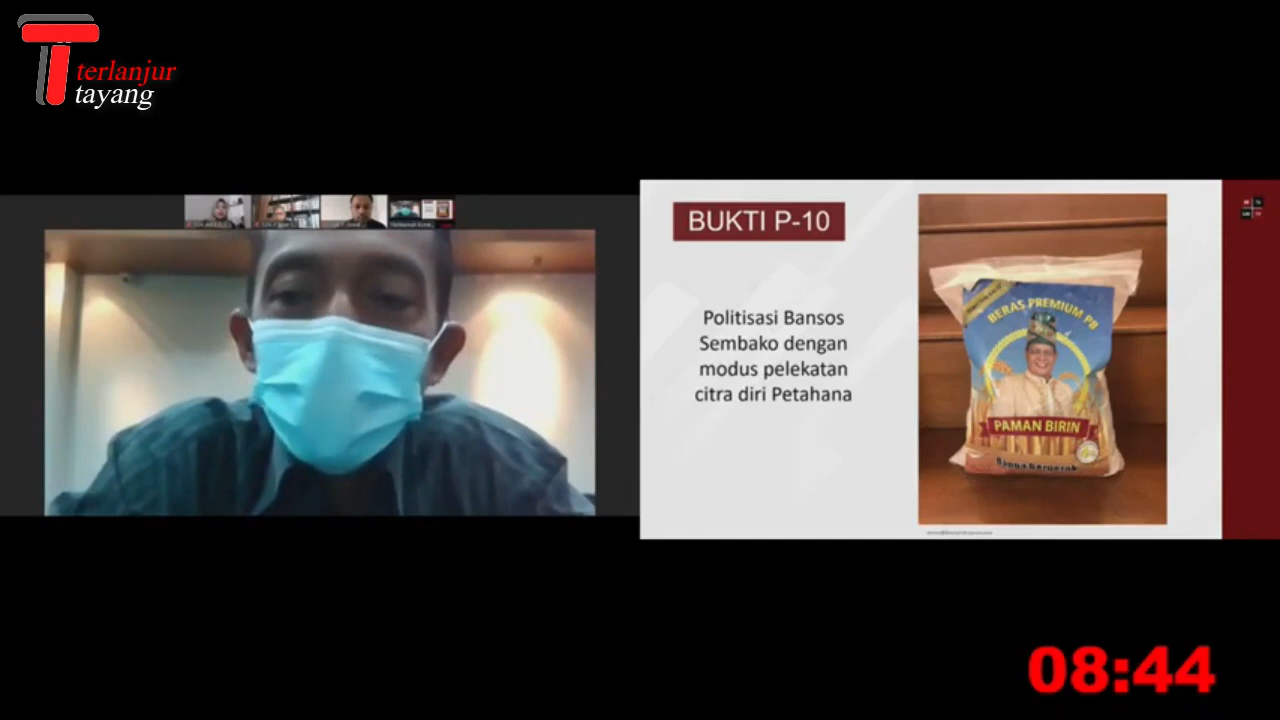 terlanjur
tayang
BUKTI P-10
Politisasi Bansos
Sembako dengan
modus pelekatan
citra diri Petahana
BERAS PREMIUM PB
PAMAN BIRIN
08:44